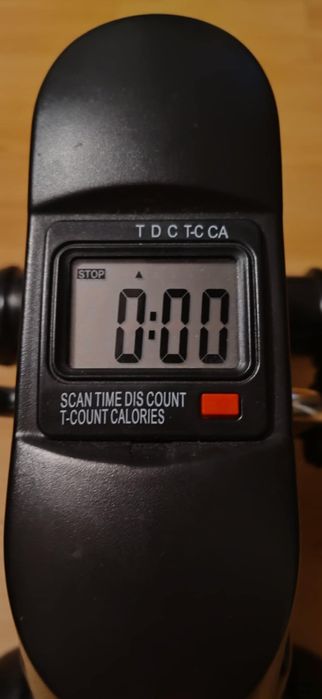 T D C T-C CA
STOP
0:00
SCAN TIME DIS COUNT
T-COUNT CALORIES